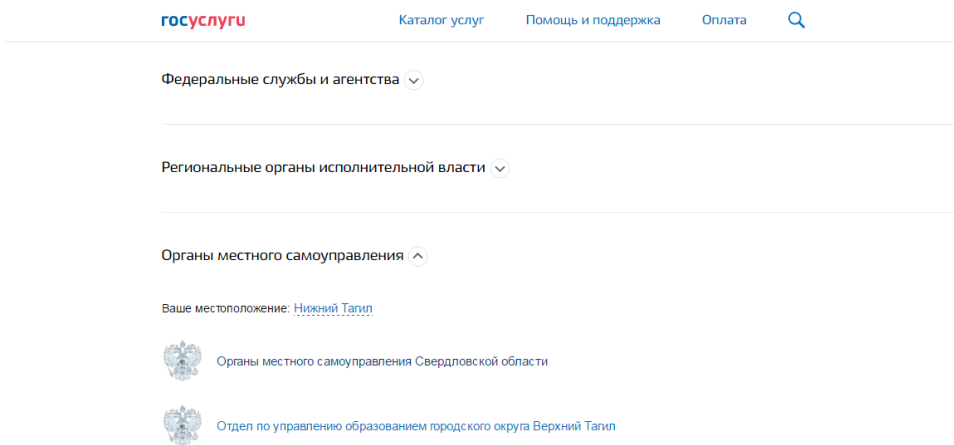 госуслуги Каталог услуг Помощь и поддержка Оплата
Федеральные службы и агентства
Региональные органы исполнительной власти
Органы местного самоуправления
Ваше местоположение: Нижний Тагил
Органы местного самоуправления Свердловской области
Отдел по управлению образованием городского округа Верхний Тагил